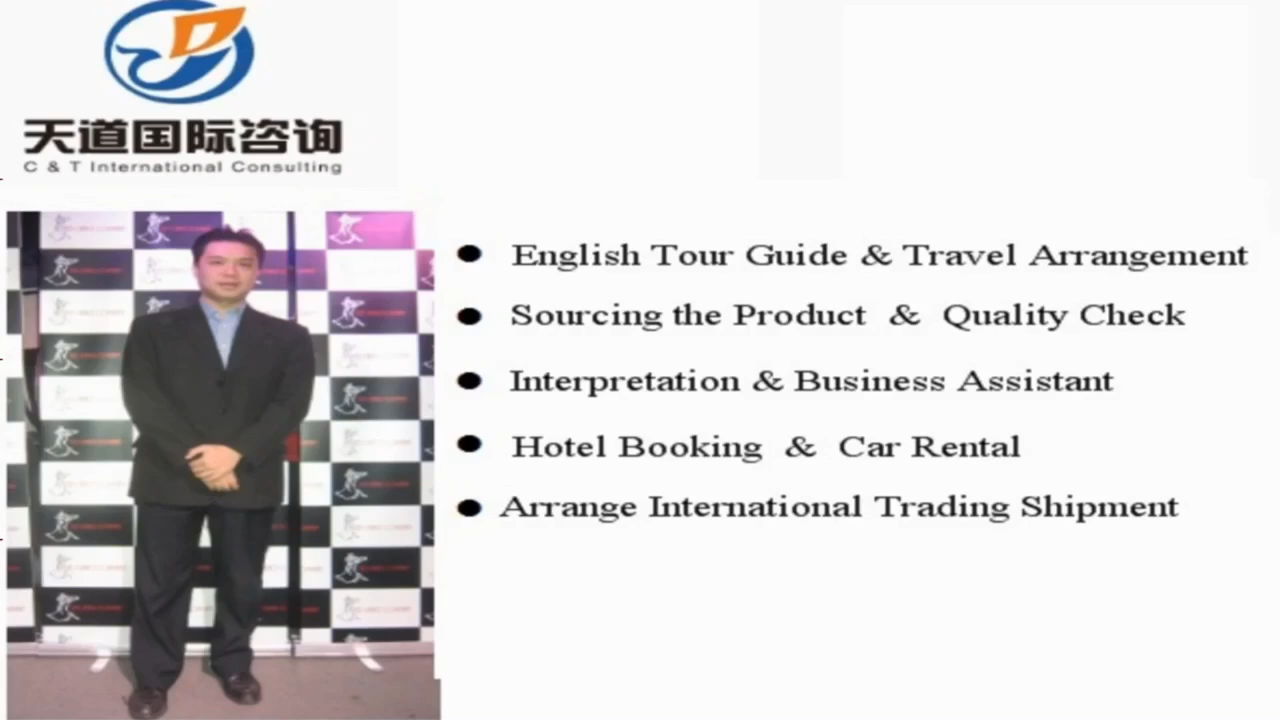 天道国际咨询
C & T International Consulting
● English Tour Guide & Travel Arrangement
● Sourcing the Product & Quality Check
● Interpretation & Business Assistant
● Hotel Booking & Car Rental
● Arrange International Trading Shipment